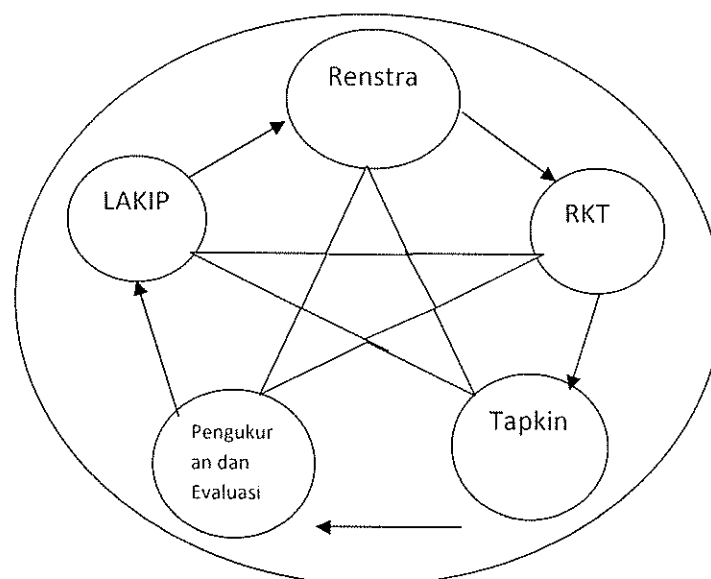 Renstra
LAKIP
RKT
Tapkin
Pengukur
an dan
Evaluasi